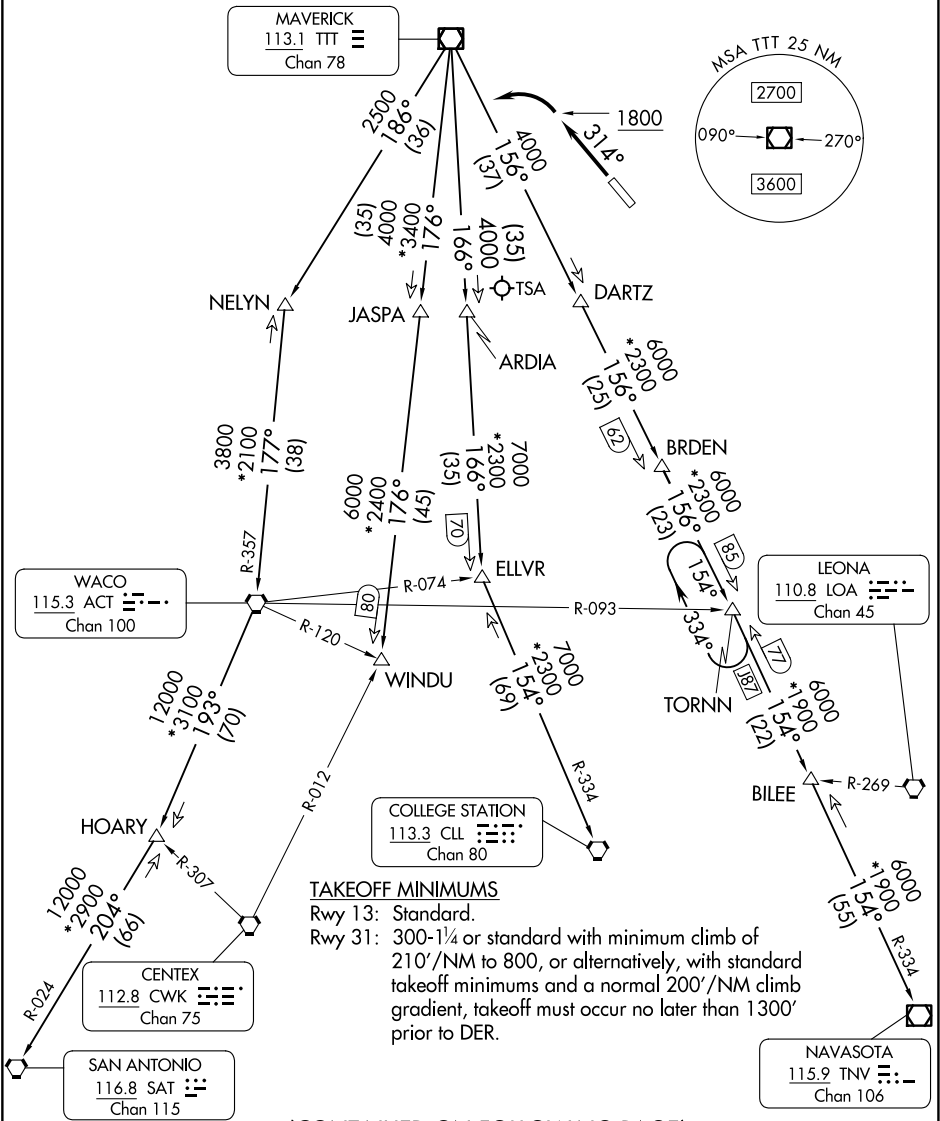 MAVERICK
113.1 TTT
Chan 78
MSA TTT 25 NM
2700
090°
270°
3600
1800
314°
2500
186°
(36)
(35)
4000
*3400
176°
(35)
4000
166°
4000
156°
(37)
TSA
NELYN
JASPA
ARDIA
DARTZ
6000
*2300
156°
(25)
62
BRDEN
3800
*2100
177°
(38)
6000
*2400
176°
(45)
7000
*2300
166°
(35)
70
6000
*2300
156°
(23)
85
R-357
WACO
115.3 ACT
Chan 100
R-074
ELLVR
R-093
R-120
80
WINDU
154°
334°
77
J87
TORNN
LEONA
110.8 LOA
Chan 45
12000
*3100
193°
(70)
7000
*2300
154°
(69)
6000
*1900
154°
(22)
R-012
R-334
BILEE
R-269
HOARY
R-307
COLLEGE STATION
113.3 CLL
Chan 80
12000
*2900
204°
(66)
R-024
6000
*1900
154°
(55)
R-334
TAKEOFF MINIMUMS
Rwy 13: Standard.
Rwy 31: 300-1¼ or standard with minimum climb of
210'/NM to 800, or alternatively, with standard
takeoff minimums and a normal 200'/NM climb
gradient, takeoff must occur no later than 1300'
prior to DER.
CENTEX
112.8 CWK
Chan 75
SAN ANTONIO
116.8 SAT
Chan 115
NAVASOTA
115.9 TNV
Chan 106